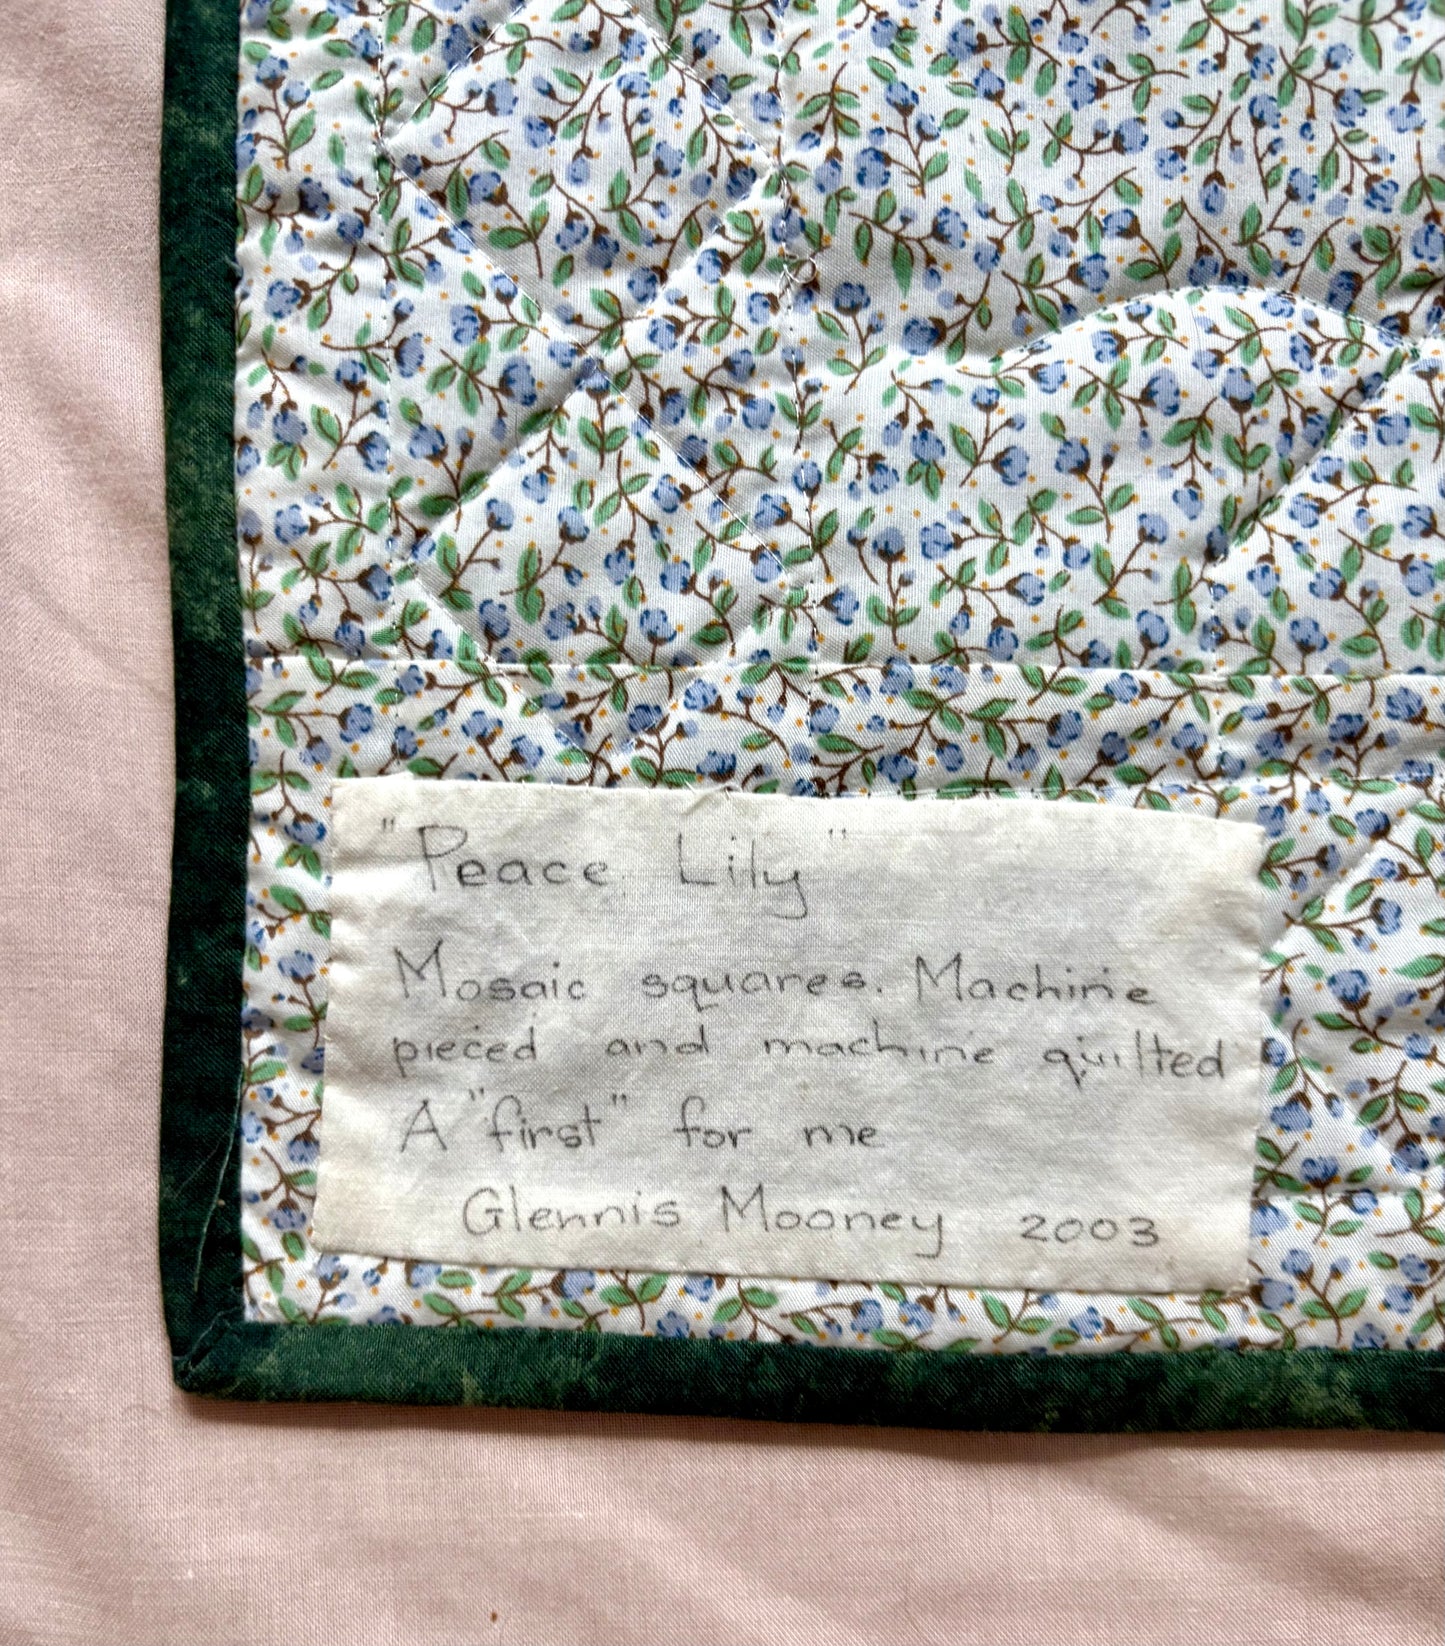 "Peace Lily"
Mosaic squares. Machine
pieced and machine quilted
A "first" for me
Glennis Mooney 2003